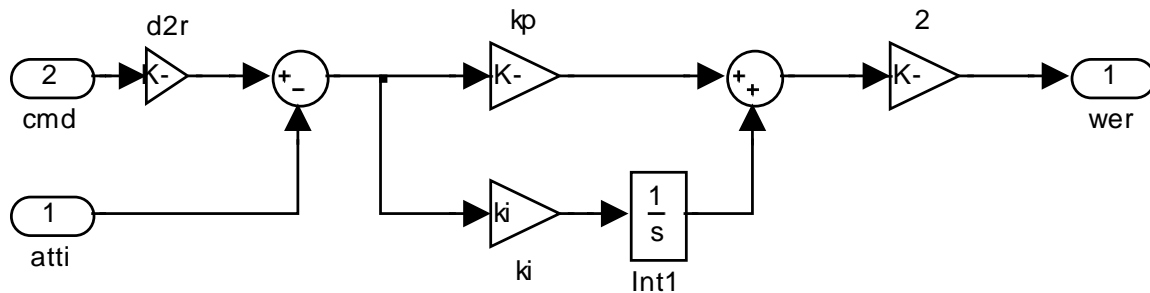 d2r
kp
2
2
K-
+
−
K-
+
+
K-
1
cmd
wer
1
ki
1
s
atti
ki
Int1